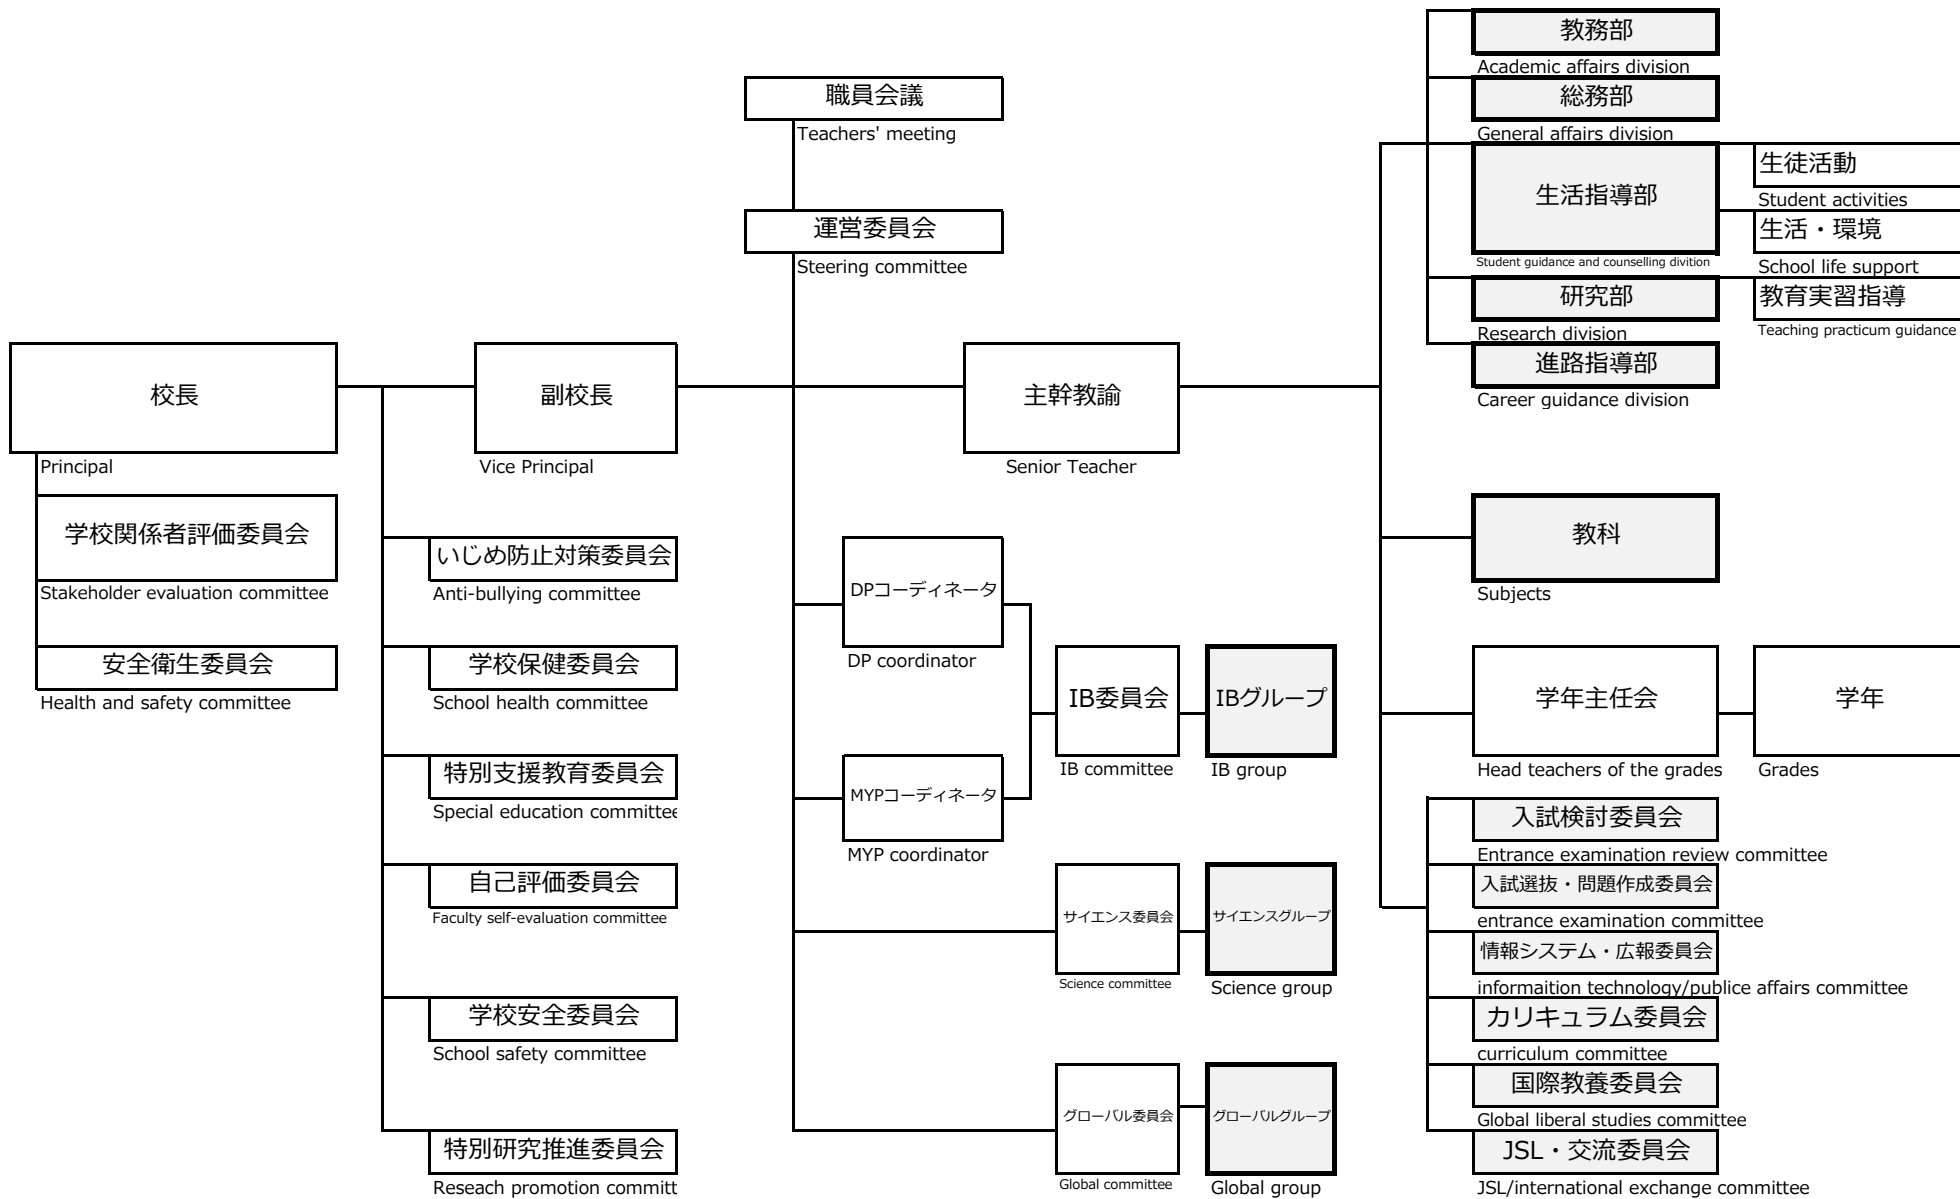 教務部
Academic affairs division
総務部
General affairs division
職員会議
Teachers' meeting
生活指導部
Student guidance and counselling divition
生徒活動
Student activities
生活・環境
School life support
運営委員会
Steering committee
研究部
Research division
教育実習指導
Teaching practicum guidance
進路指導部
Career guidance division
校長
Principal
副校長
Vice Principal
主幹教諭
Senior Teacher
学校関係者評価委員会
Stakeholder evaluation committee
安全衛生委員会
Health and safety committee
いじめ防止対策委員会
Anti-bullying committee
学校保健委員会
School health committee
特別支援教育委員会
Special education committee
自己評価委員会
Faculty self-evaluation committee
学校安全委員会
School safety committee
特別研究推進委員会
Reseach promotion committ
DPコーディネータ
DP coordinator
MYPコーディネータ
MYP coordinator
IB委員会
IB committee
IBグループ
IB group
サイエンス委員会
Science committee
サイエンスグループ
Science group
グローバル委員会
Global committee
グローバルグループ
Global group
教科
Subjects
学年主任会
Head teachers of the grades
学年
Grades
入試検討委員会
Entrance examination review committee
入試選抜・問題作成委員会
entrance examination committee
情報システム・広報委員会
informaition technology/publice affairs committee
カリキュラム委員会
curriculum committee
国際教養委員会
Global liberal studies committee
JSL・交流委員会
JSL/international exchange committee